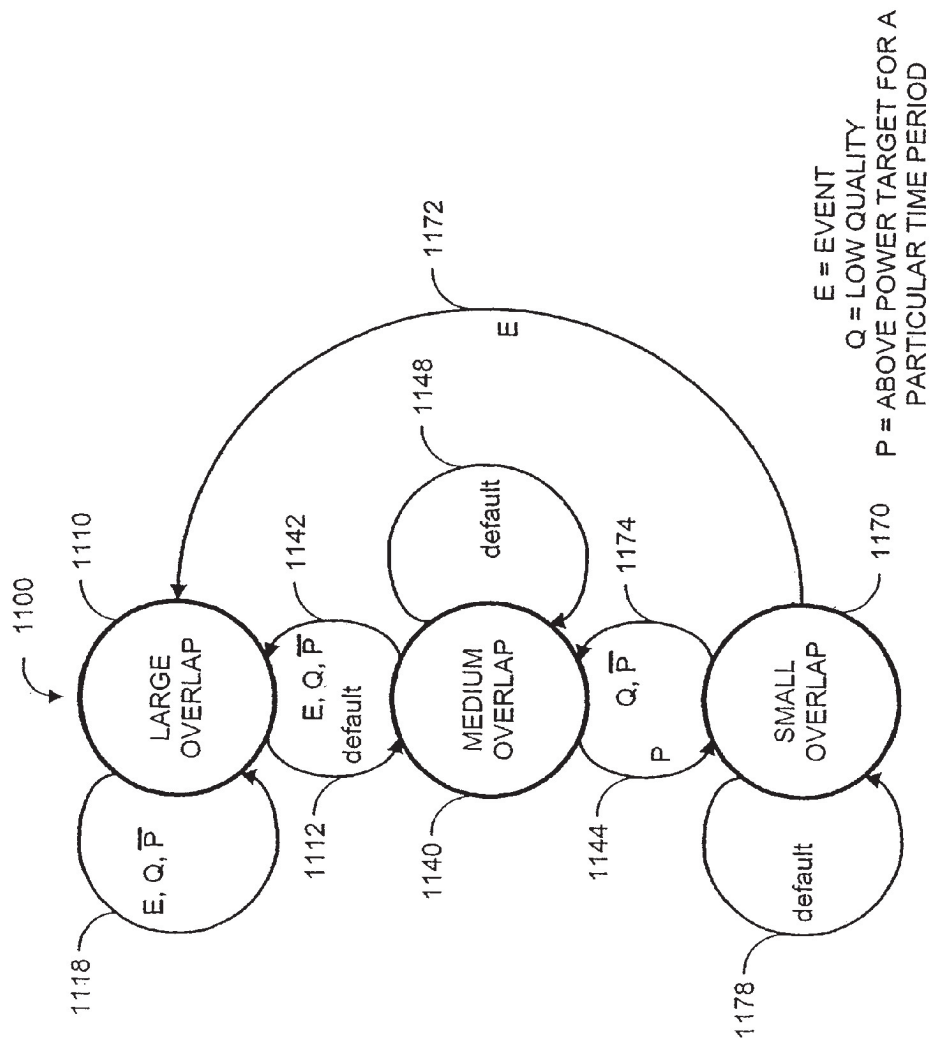 1100
1110
LARGE
OVERLAP
E, Q, P̅
1118
1142
E, Q, P̅
default
1112
1172
E
1148
default
MEDIUM
OVERLAP
1140
1174
Q, P̅
P
1144
SMALL
OVERLAP
1170
default
1178
E = EVENT
Q = LOW QUALITY
P = ABOVE POWER TARGET FOR A
PARTICULAR TIME PERIOD